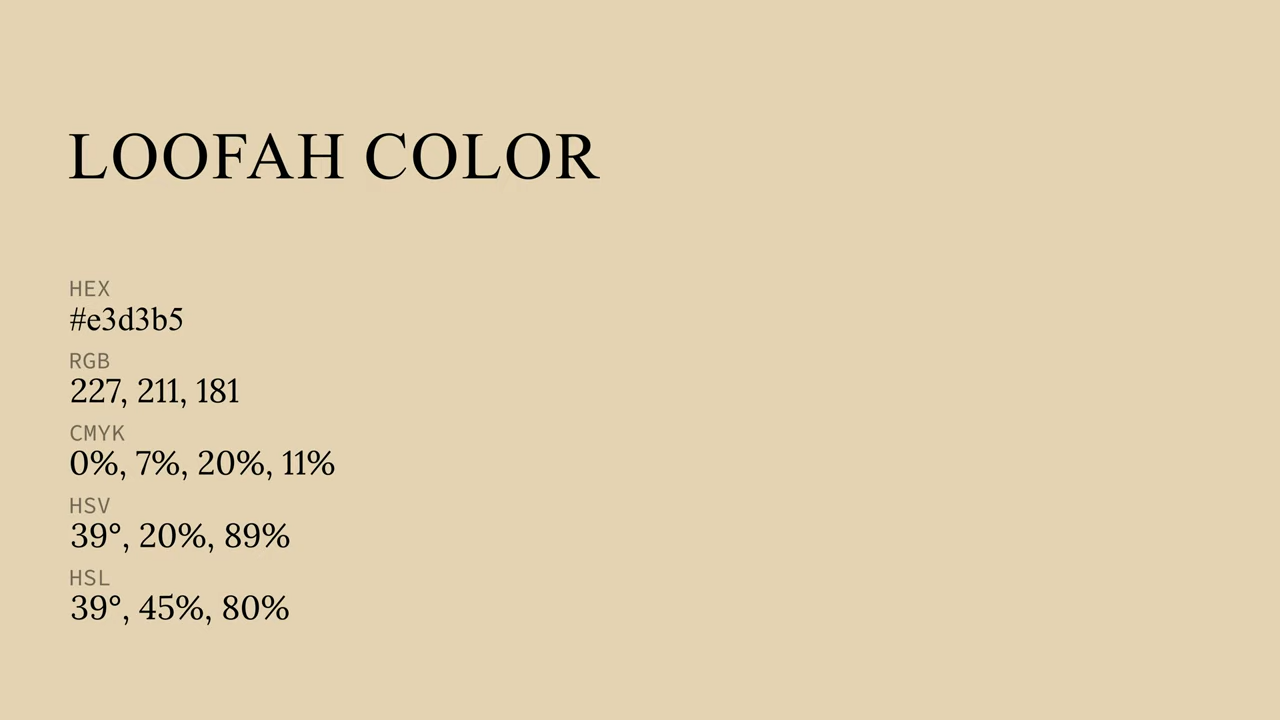 LOOFAH COLOR
HEX
#e3d3b5
RGB
227, 211, 181
CMYK
0%, 7%, 20%, 11%
HSV
39°, 20%, 89%
HSL
39°, 45%, 80%